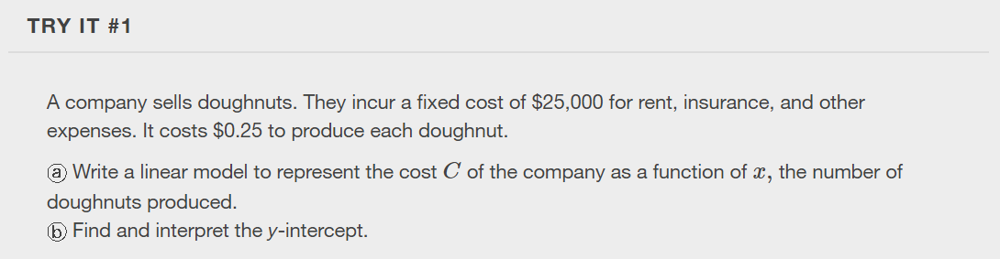 TRY IT #1
A company sells doughnuts. They incur a fixed cost of $25,000 for rent, insurance, and other
expenses. It costs $0.25 to produce each doughnut.
ⓐ Write a linear model to represent the cost C of the company as a function of x, the number of
doughnuts produced.
ⓑ Find and interpret the y-intercept.